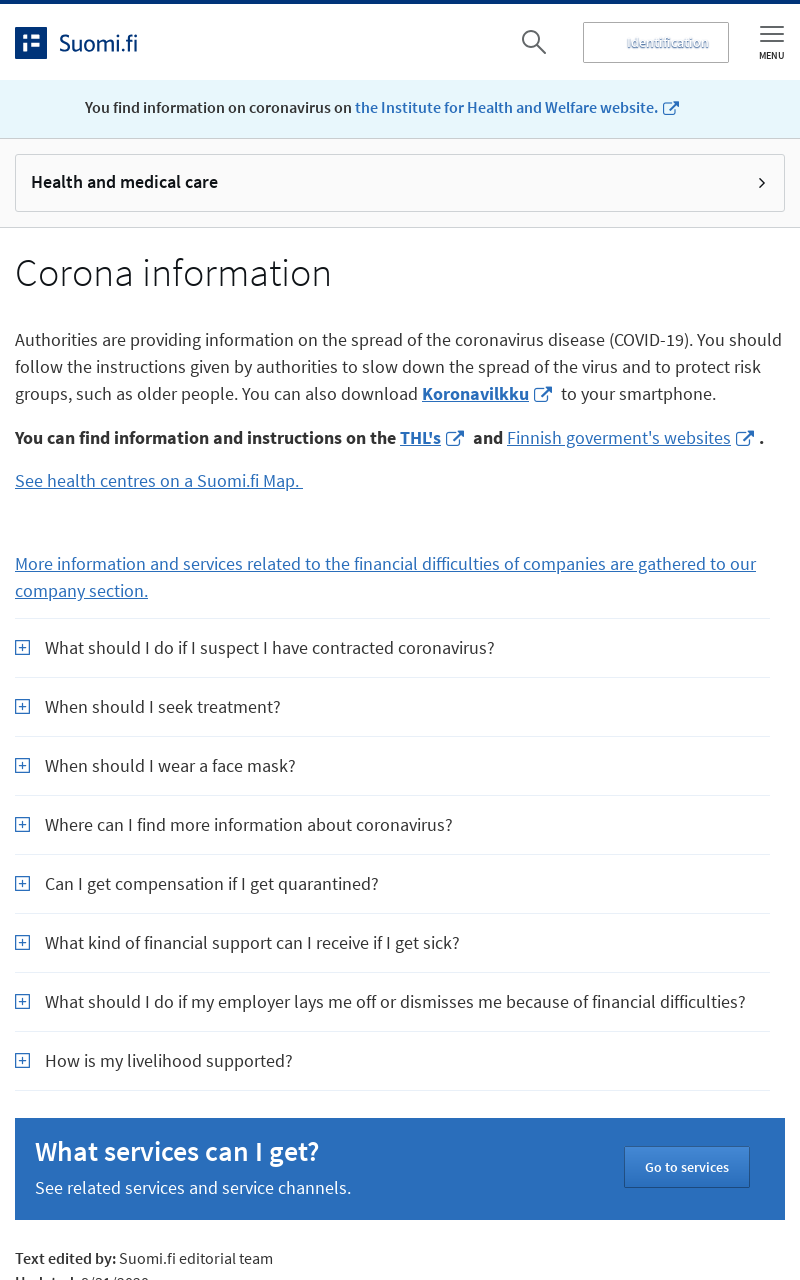 Suomi.fi
Identification
MENU
You find information on coronavirus on the Institute for Health and Welfare website.
Health and medical care
Corona information
Authorities are providing information on the spread of the coronavirus disease (COVID-19). You should
follow the instructions given by authorities to slow down the spread of the virus and to protect risk
groups, such as older people. You can also download Koronavilkku to your smartphone.
You can find information and instructions on the THL's and Finnish goverment's websites .
See health centres on a Suomi.fi Map.
More information and services related to the financial difficulties of companies are gathered to our
company section.
What should I do if I suspect I have contracted coronavirus?
When should I seek treatment?
When should I wear a face mask?
Where can I find more information about coronavirus?
Can I get compensation if I get quarantined?
What kind of financial support can I receive if I get sick?
What should I do if my employer lays me off or dismisses me because of financial difficulties?
How is my livelihood supported?
What services can I get?
See related services and service channels.
Go to services
Text edited by: Suomi.fi editorial team